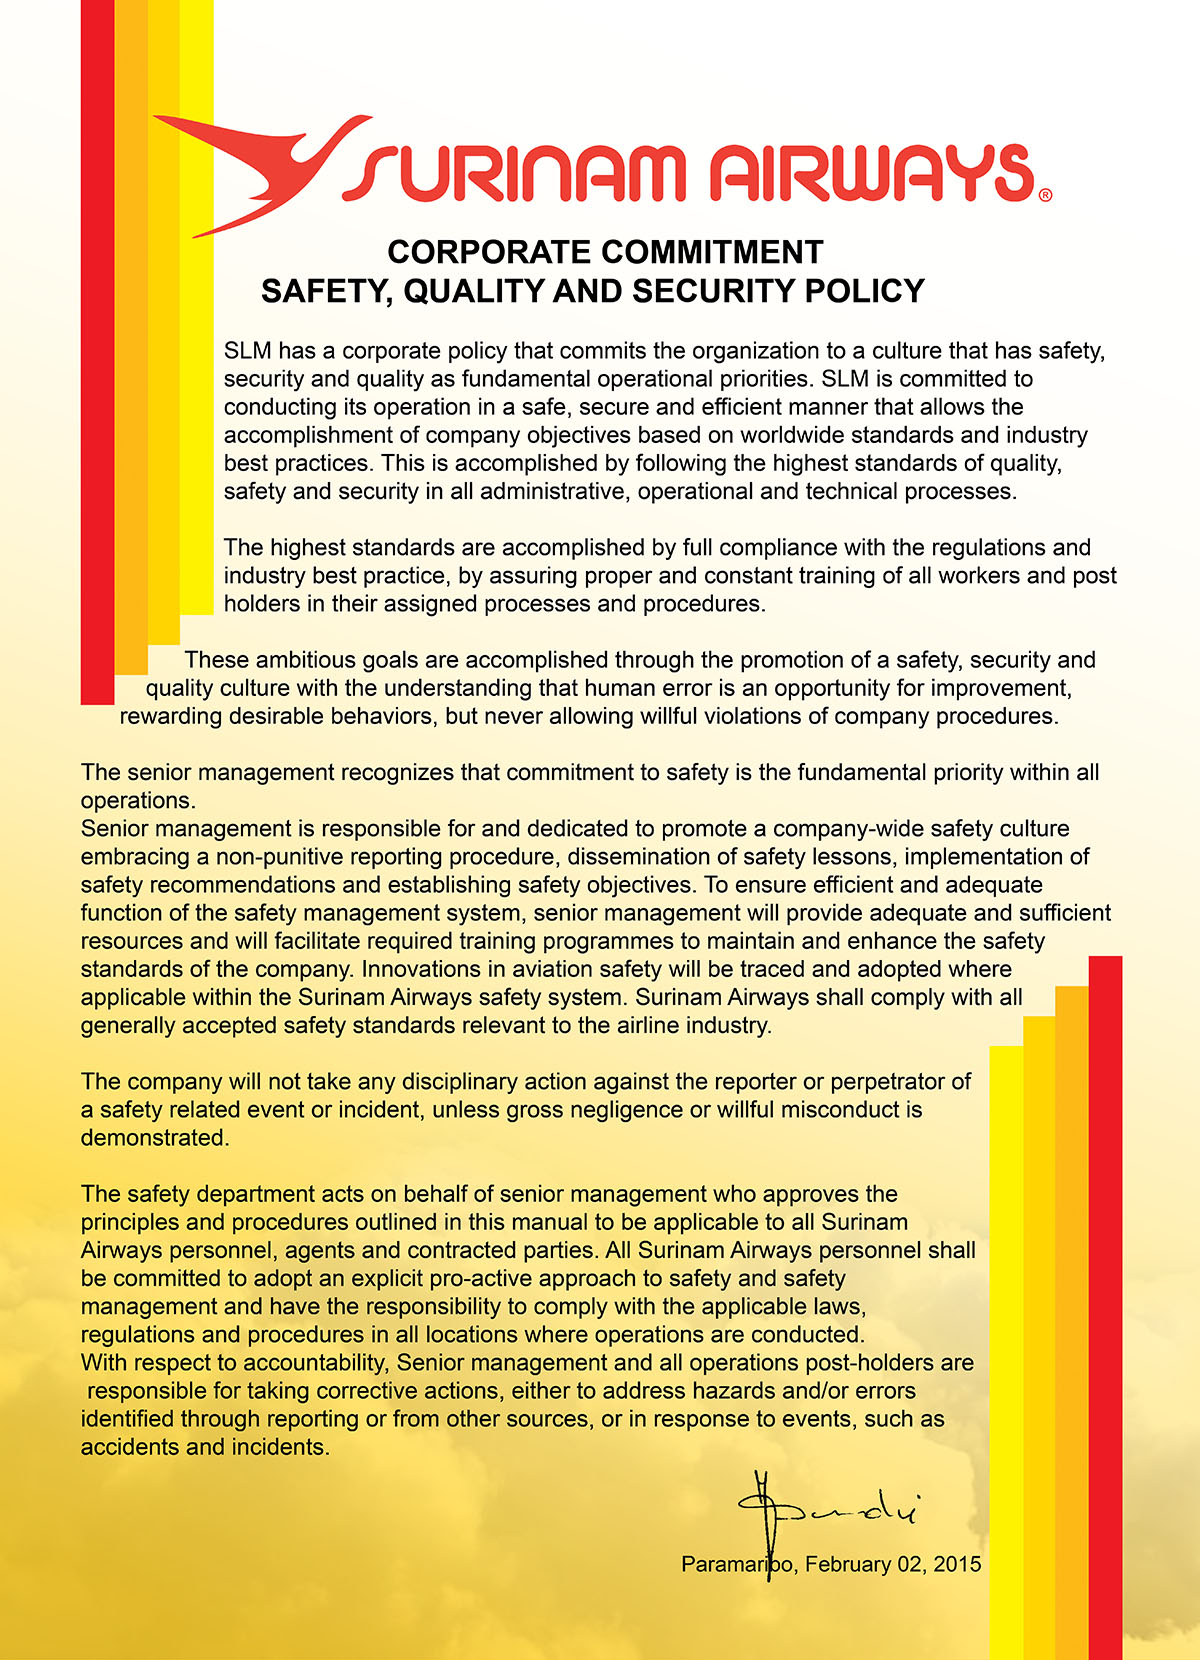 SURINAM AIRWAYS®
CORPORATE COMMITMENT
SAFETY, QUALITY AND SECURITY POLICY
SLM has a corporate policy that commits the organization to a culture that has safety,
security and quality as fundamental operational priorities. SLM is committed to
conducting its operation in a safe, secure and efficient manner that allows the
accomplishment of company objectives based on worldwide standards and industry
best practices. This is accomplished by following the highest standards of quality,
safety and security in all administrative, operational and technical processes.
The highest standards are accomplished by full compliance with the regulations and
industry best practice, by assuring proper and constant training of all workers and post
holders in their assigned processes and procedures.
These ambitious goals are accomplished through the promotion of a safety, security and
quality culture with the understanding that human error is an opportunity for improvement,
rewarding desirable behaviors, but never allowing willful violations of company procedures.
The senior management recognizes that commitment to safety is the fundamental priority within all
operations.
Senior management is responsible for and dedicated to promote a company-wide safety culture
embracing a non-punitive reporting procedure, dissemination of safety lessons, implementation of
safety recommendations and establishing safety objectives. To ensure efficient and adequate
function of the safety management system, senior management will provide adequate and sufficient
resources and will facilitate required training programmes to maintain and enhance the safety
standards of the company. Innovations in aviation safety will be traced and adopted where
applicable within the Surinam Airways safety system. Surinam Airways shall comply with all
generally accepted safety standards relevant to the airline industry.
The company will not take any disciplinary action against the reporter or perpetrator of
a safety related event or incident, unless gross negligence or willful misconduct is
demonstrated.
The safety department acts on behalf of senior management who approves the
principles and procedures outlined in this manual to be applicable to all Surinam
Airways personnel, agents and contracted parties. All Surinam Airways personnel shall
be committed to adopt an explicit pro-active approach to safety and safety
management and have the responsibility to comply with the applicable laws,
regulations and procedures in all locations where operations are conducted.
With respect to accountability, Senior management and all operations post-holders are
responsible for taking corrective actions, either to address hazards and/or errors
identified through reporting or from other sources, or in response to events, such as
accidents and incidents.
Paramaribo, February 02, 2015